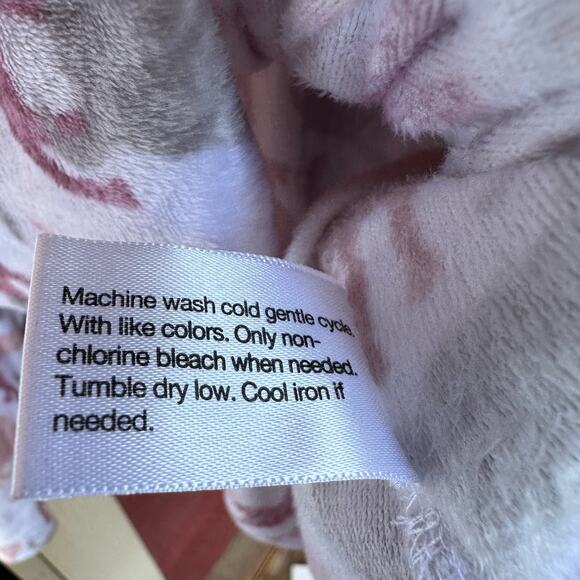 Machine wash cold gentle cycle.
With like colors. Only non-
chlorine bleach when needed.
Tumble dry low. Cool iron if
needed.